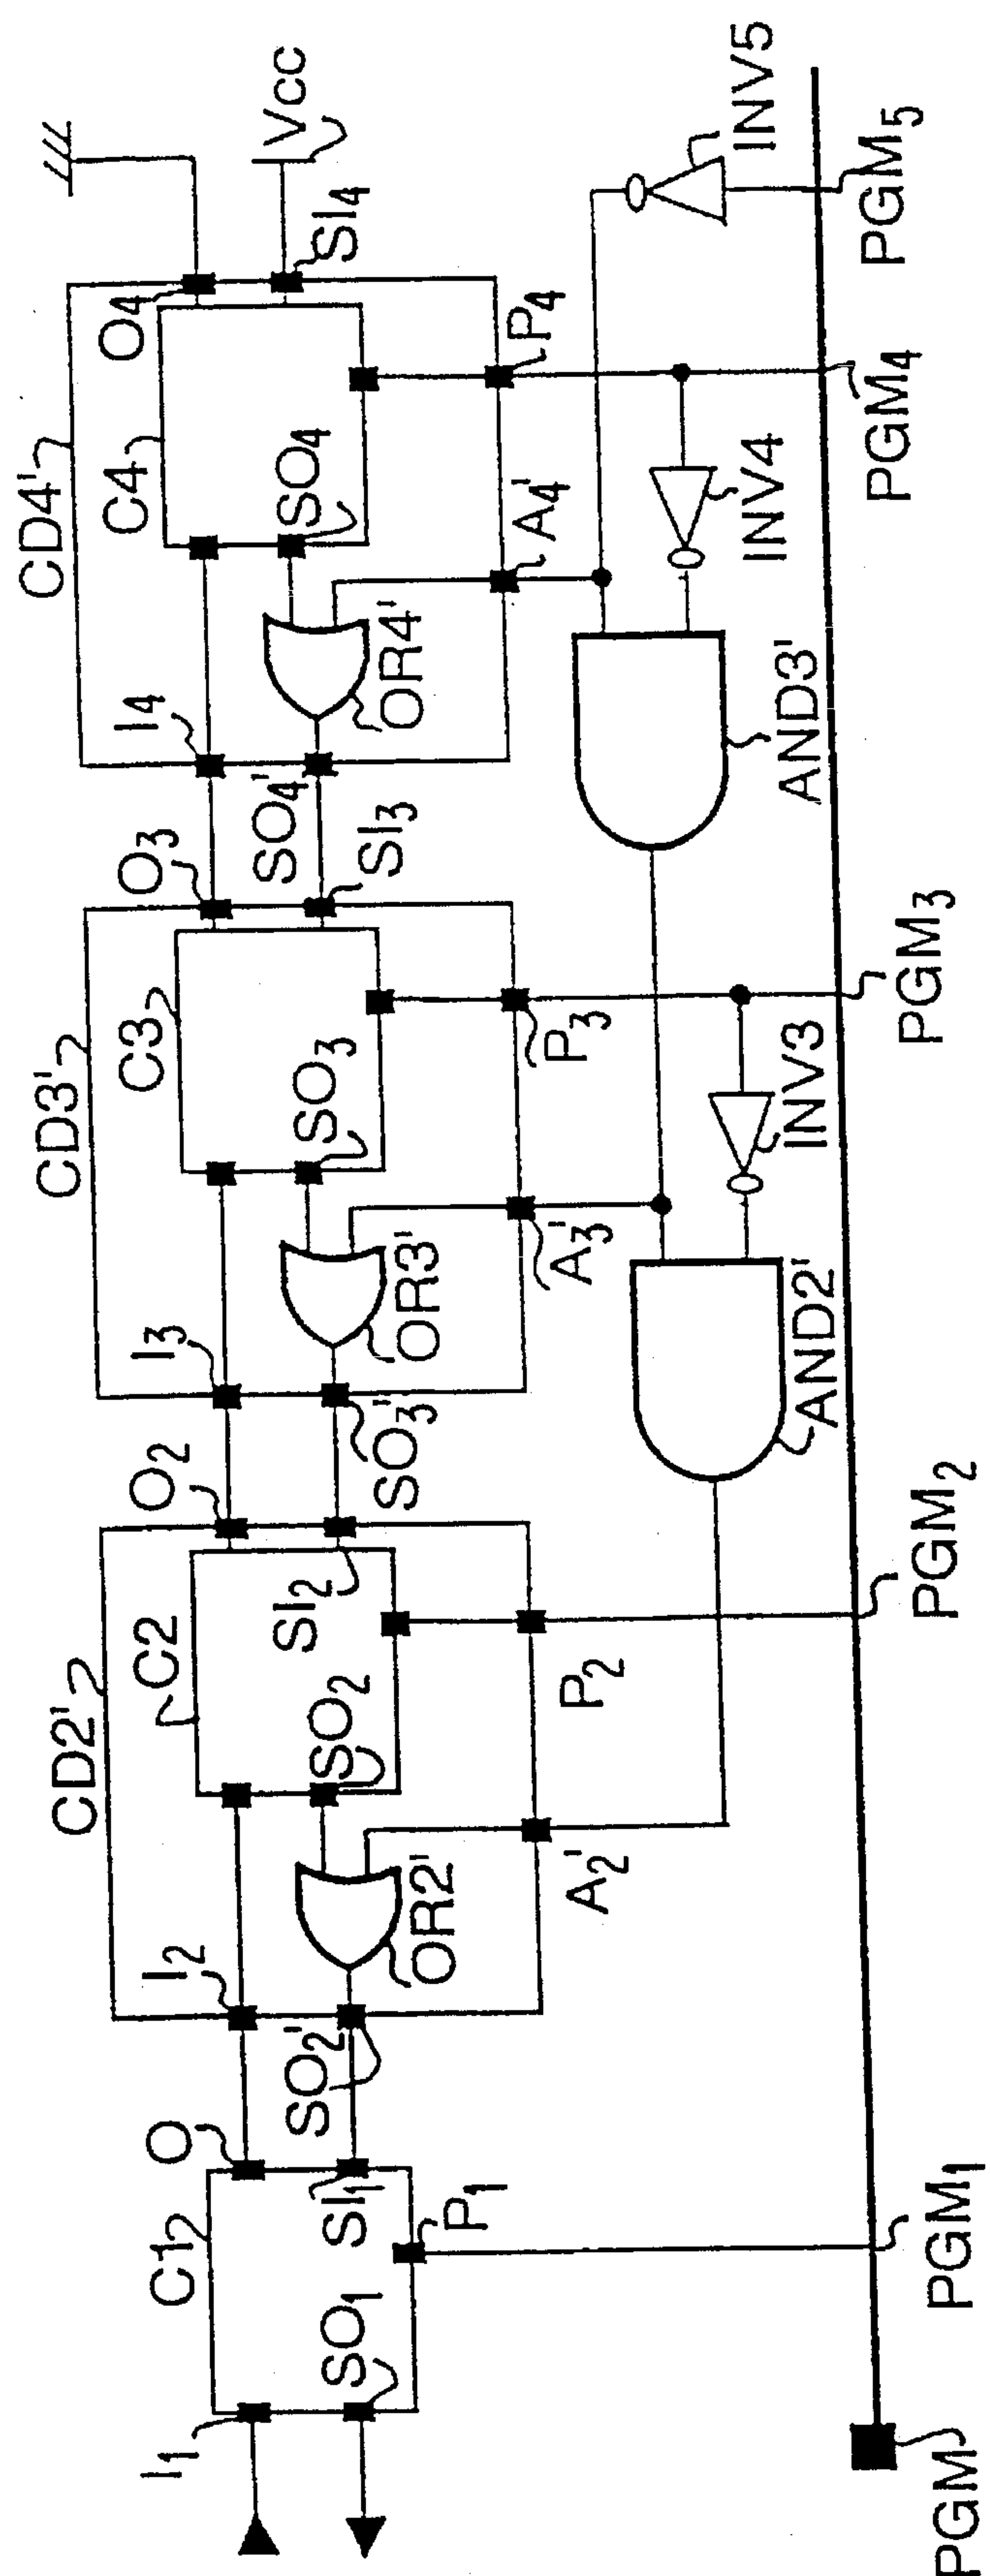 CD2'
CD3'
CD4'
C1
O
I2
C2
O2
I3
C3
O3
I4
C4
O4
Vcc
I1
SO1
SI1
SO2'
SO2
SI2
SO3'
SO3
SI3
SO4'
SO4
SI4
P1
OR2'
A2'
P2
OR3'
A3'
P3
OR4'
A4'
P4
AND2'
INV3
AND3'
INV4
INV5
PGM
PGM1
PGM2
PGM3
PGM4
PGM5